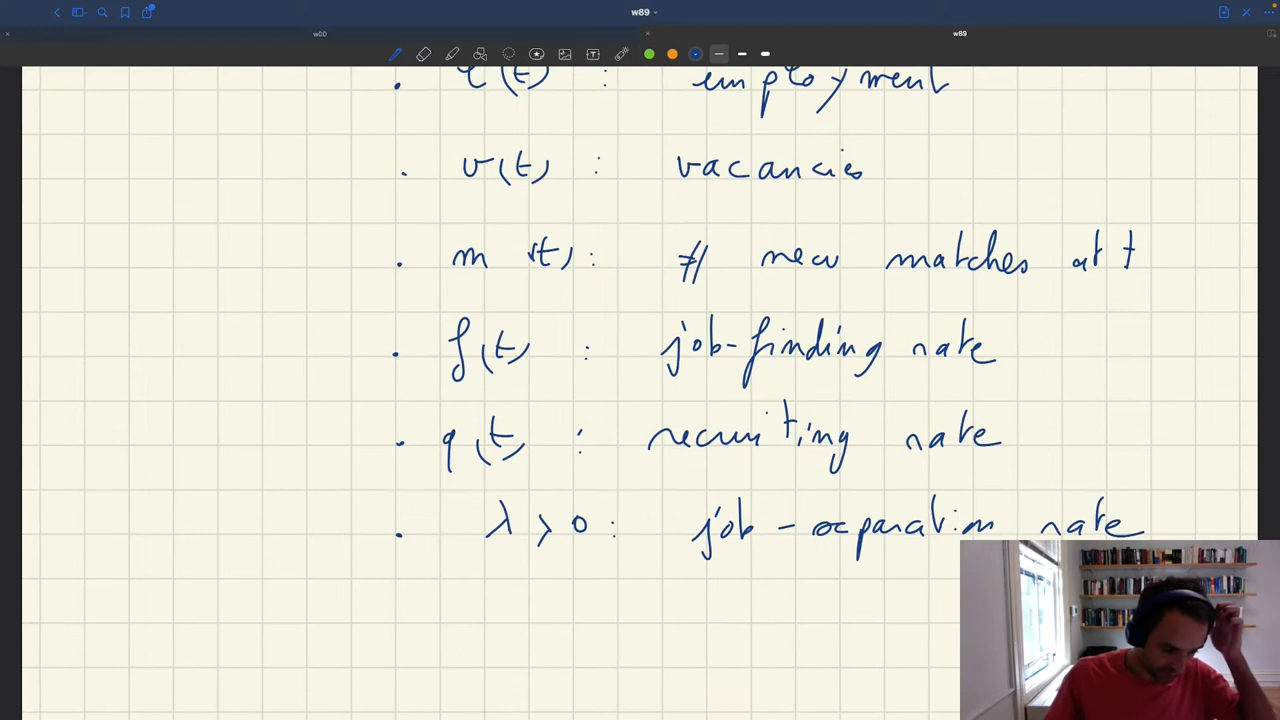 w89
w00
w89
. l(t) : employment
. v(t) : vacancies
. m(t) : # new matches at t
. f(t) : job-finding rate
. q(t) : recruiting rate
. λ > 0 : job-separation rate